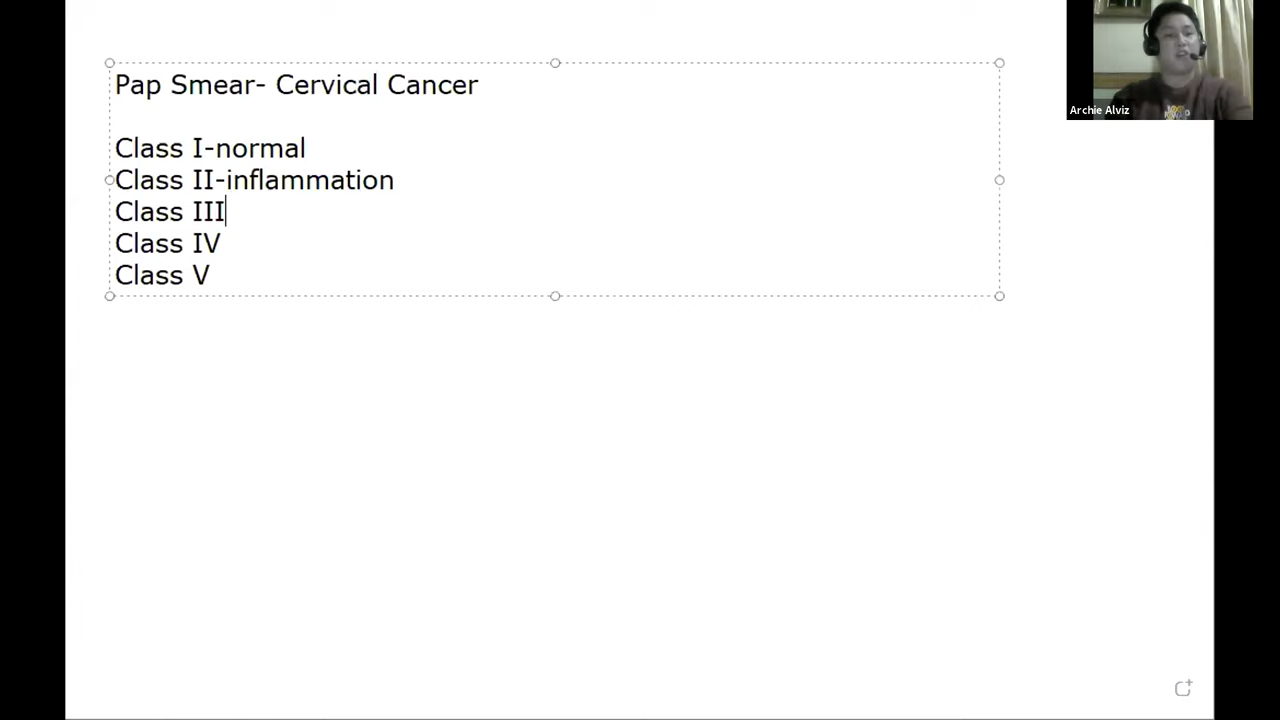 Pap Smear- Cervical Cancer
Class I-normal
Class II-inflammation
Class III
Class IV
Class V
Archie Alviz